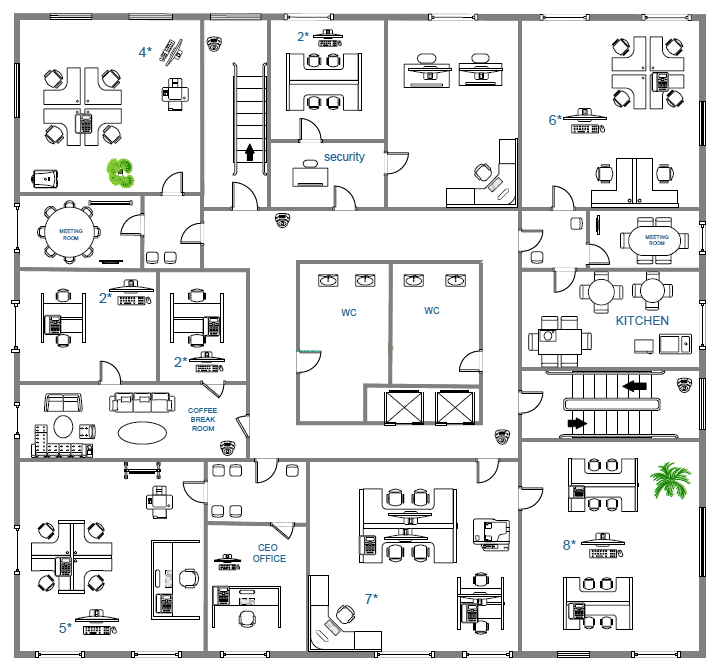 4*
2*
security
6*
MEETING
ROOM
MEETING
ROOM
2*
2*
WC
WC
KITCHEN
COFFEE
BREAK
ROOM
CEO
OFFICE
5*
7*
8*